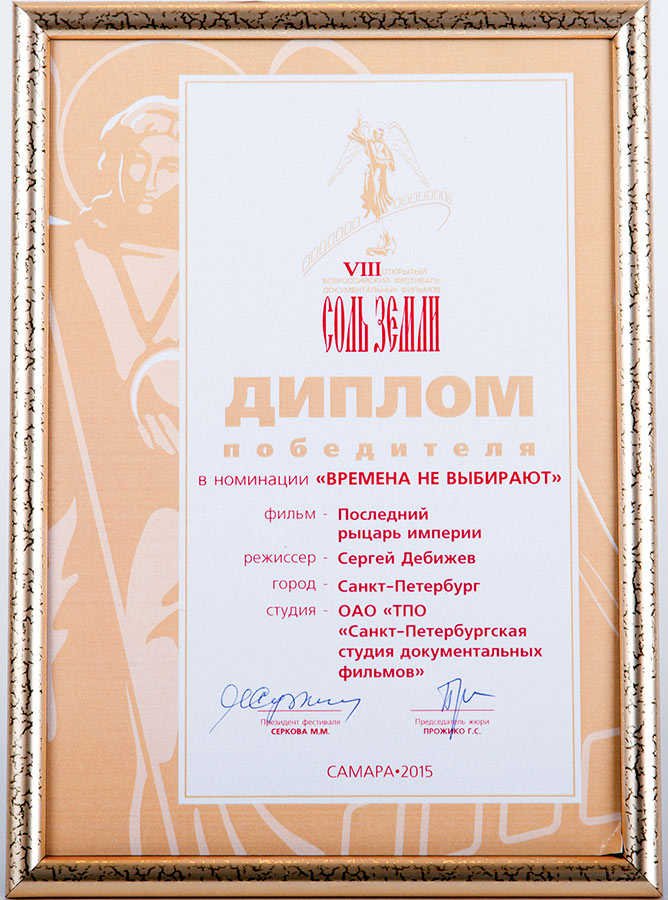 VIII ОТКРЫТЫЙ
ВСЕРОССИЙСКИЙ ФЕСТИВАЛЬ
ДОКУМЕНТАЛЬНЫХ ФИЛЬМОВ
СОЛЬ ЗЕМЛИ
ДИПЛОМ
победителя
в номинации «ВРЕМЕНА НЕ ВЫБИРАЮТ»
фильм - Последний
рыцарь империи
режиссер - Сергей Дебижев
город - Санкт-Петербург
студия - ОАО «ТПО
«Санкт-Петербургская
студия документальных
фильмов»
Президент фестиваля
СЕРКОВА М.М.
Председатель жюри
ПРОЖИКО Г.С.
САМАРА•2015